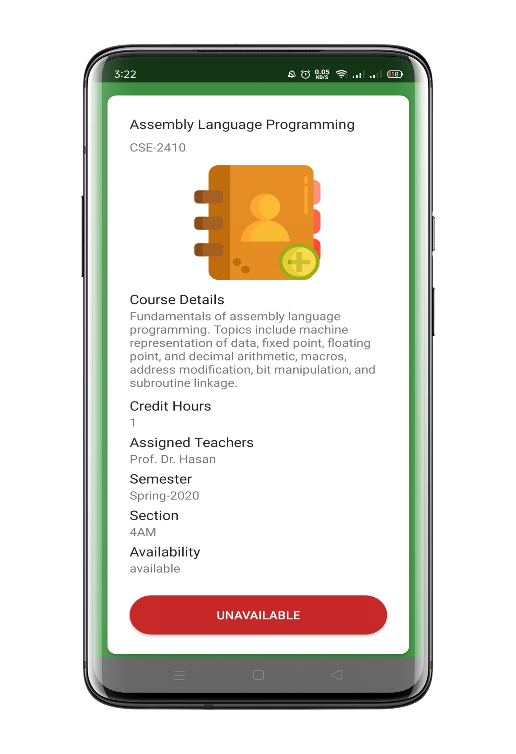 3:22
0.05
KB/S
18
Assembly Language Programming
CSE-2410
Course Details
Fundamentals of assembly language
programming. Topics include machine
representation of data, fixed point, floating
point, and decimal arithmetic, macros,
address modification, bit manipulation, and
subroutine linkage.
Credit Hours
1
Assigned Teachers
Prof. Dr. Hasan
Semester
Spring-2020
Section
4AM
Availability
available
UNAVAILABLE